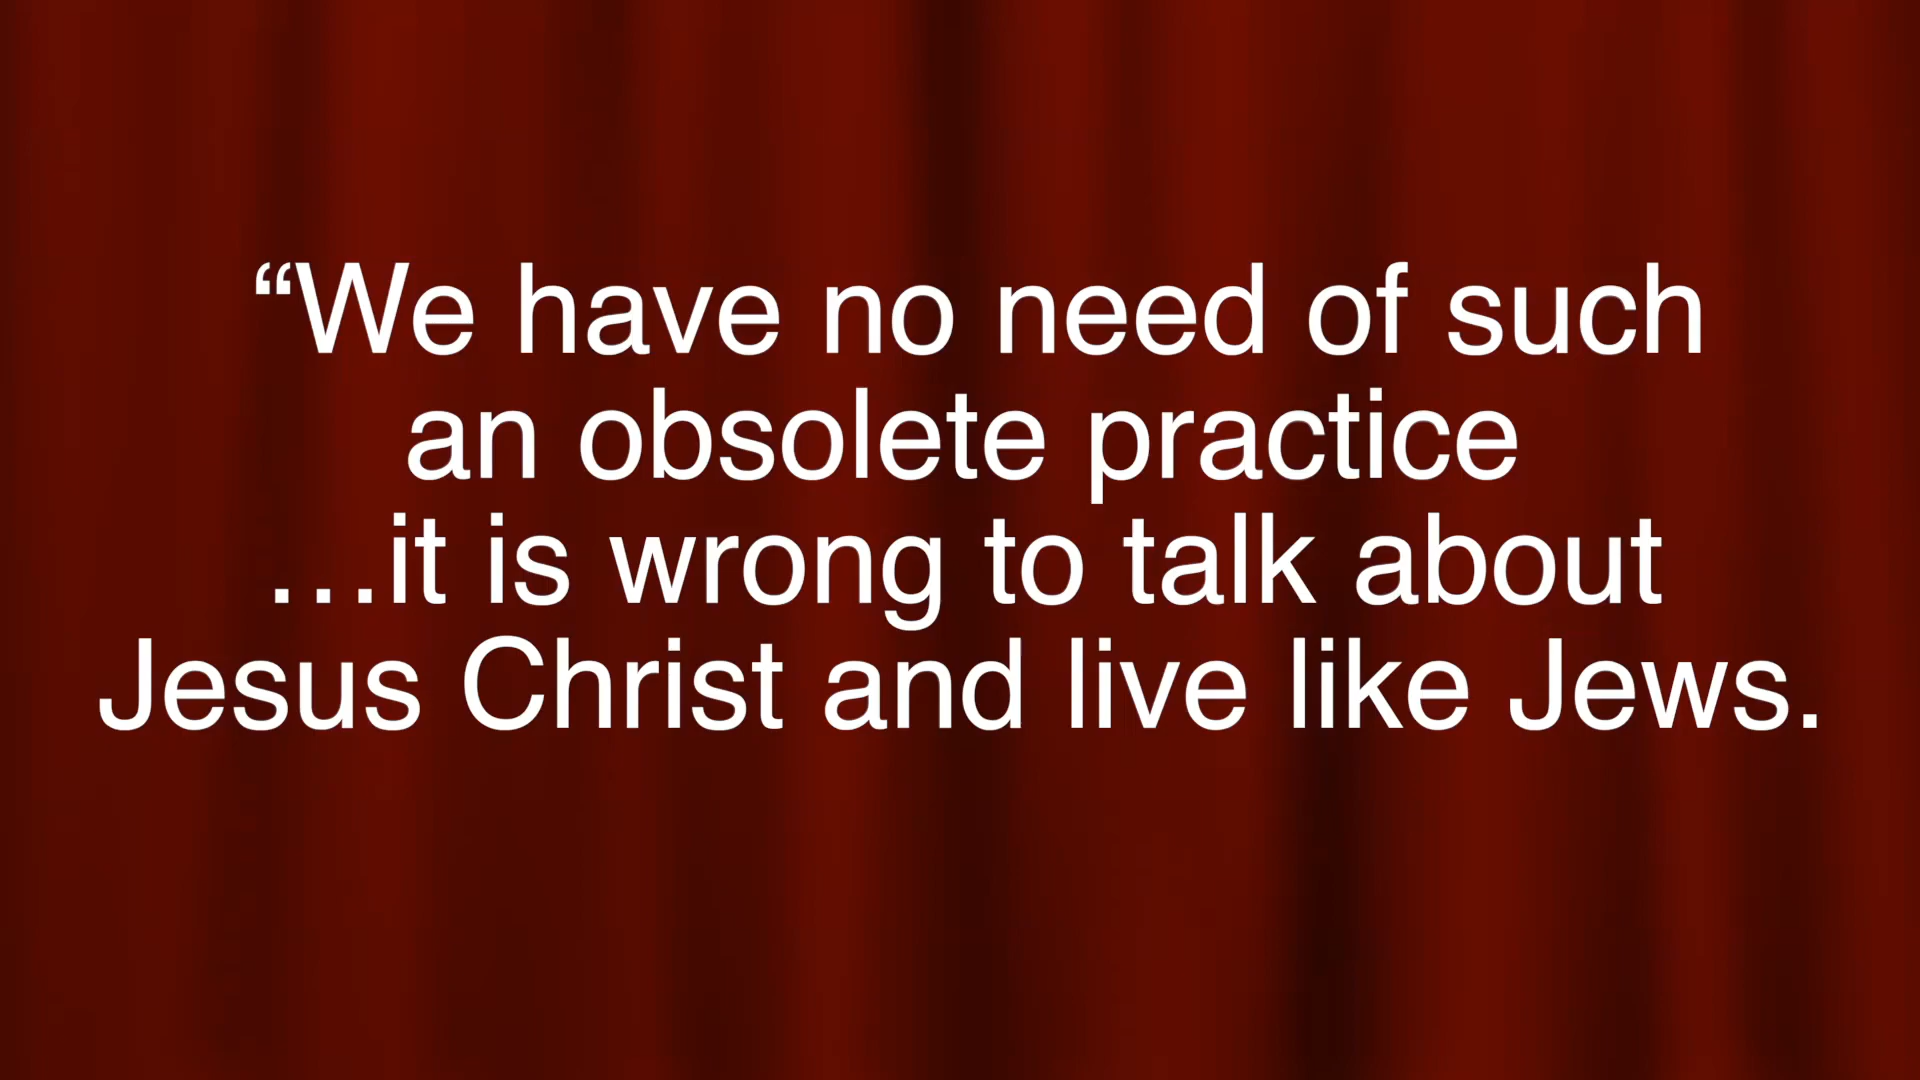 “We have no need of such
an obsolete practice
…it is wrong to talk about
Jesus Christ and live like Jews.